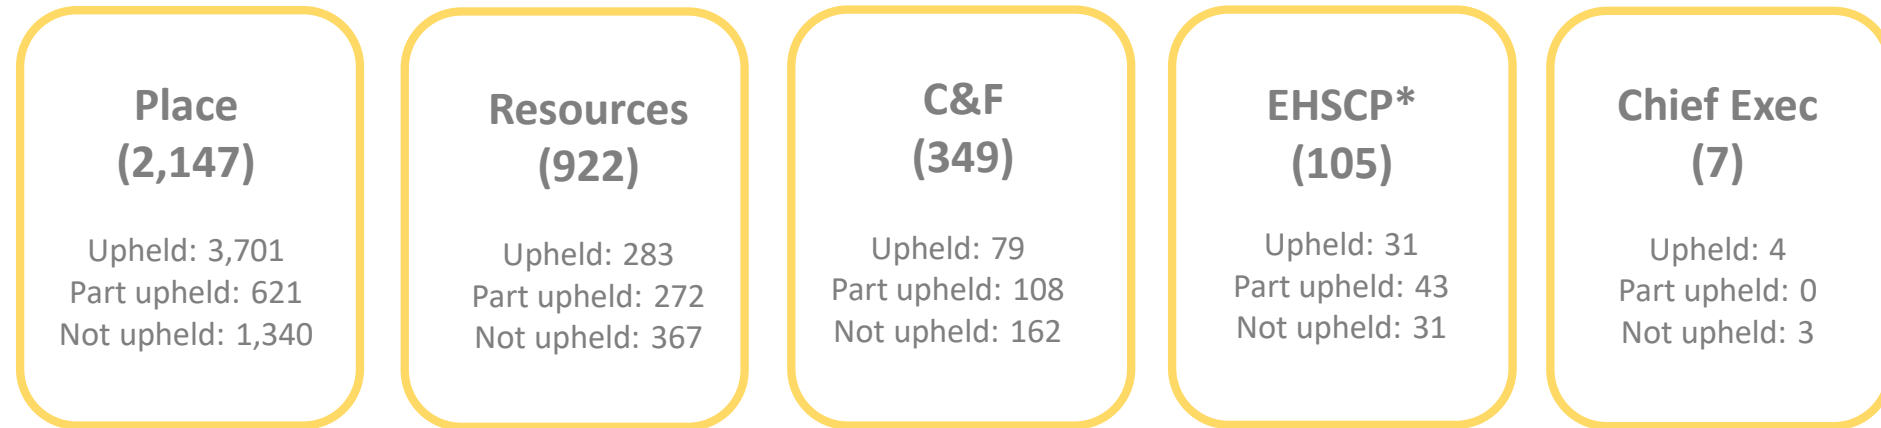 Place
(2,147)
Upheld: 3,701
Part upheld: 621
Not upheld: 1,340
Resources
(922)
Upheld: 283
Part upheld: 272
Not upheld: 367
C&F
(349)
Upheld: 79
Part upheld: 108
Not upheld: 162
EHSCP*
(105)
Upheld: 31
Part upheld: 43
Not upheld: 31
Chief Exec
(7)
Upheld: 4
Part upheld: 0
Not upheld: 3